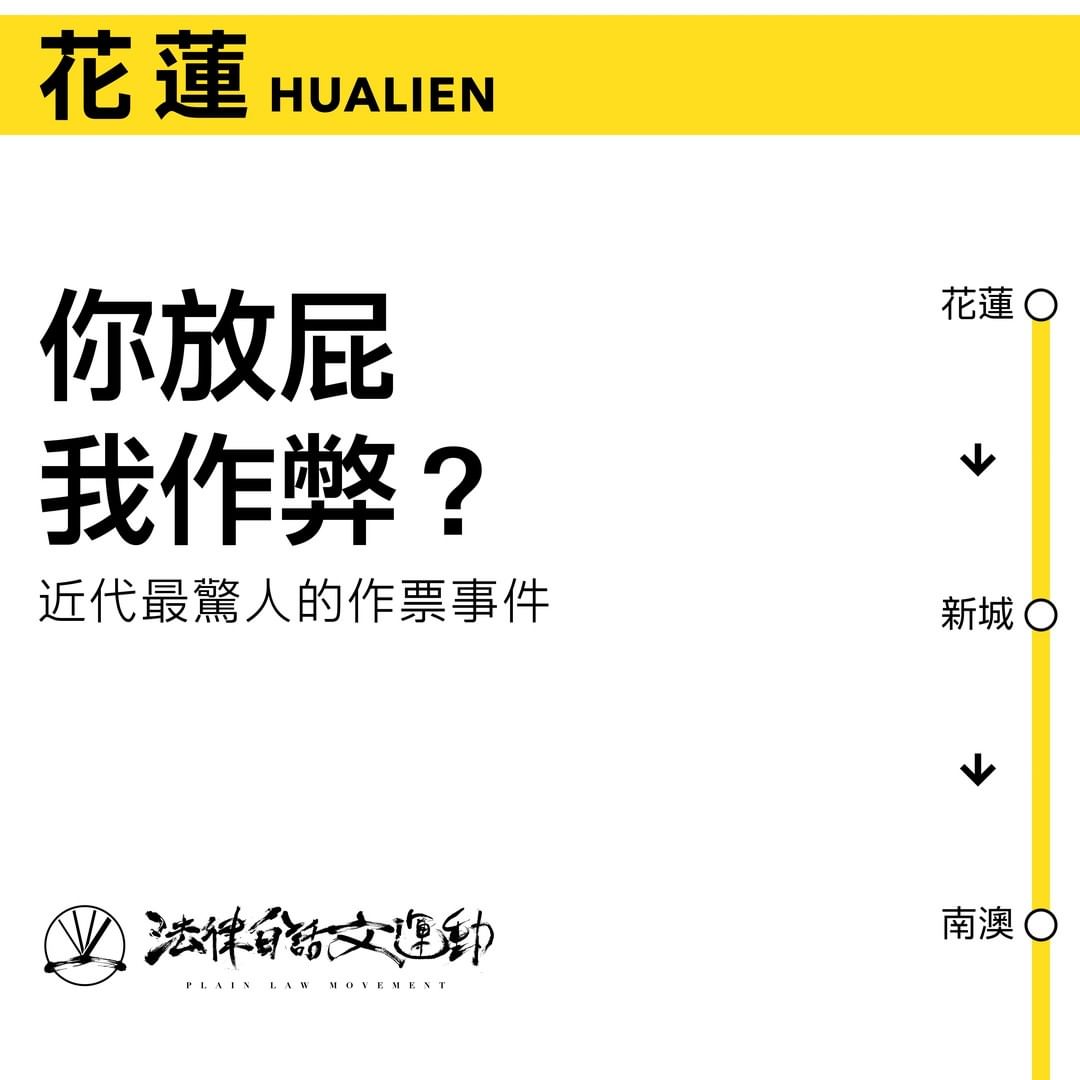 花蓮 HUALIEN
你放屁
我作弊？
近代最驚人的作票事件
花蓮
新城
南澳
法律白話文運動
PLAIN LAW MOVEMENT